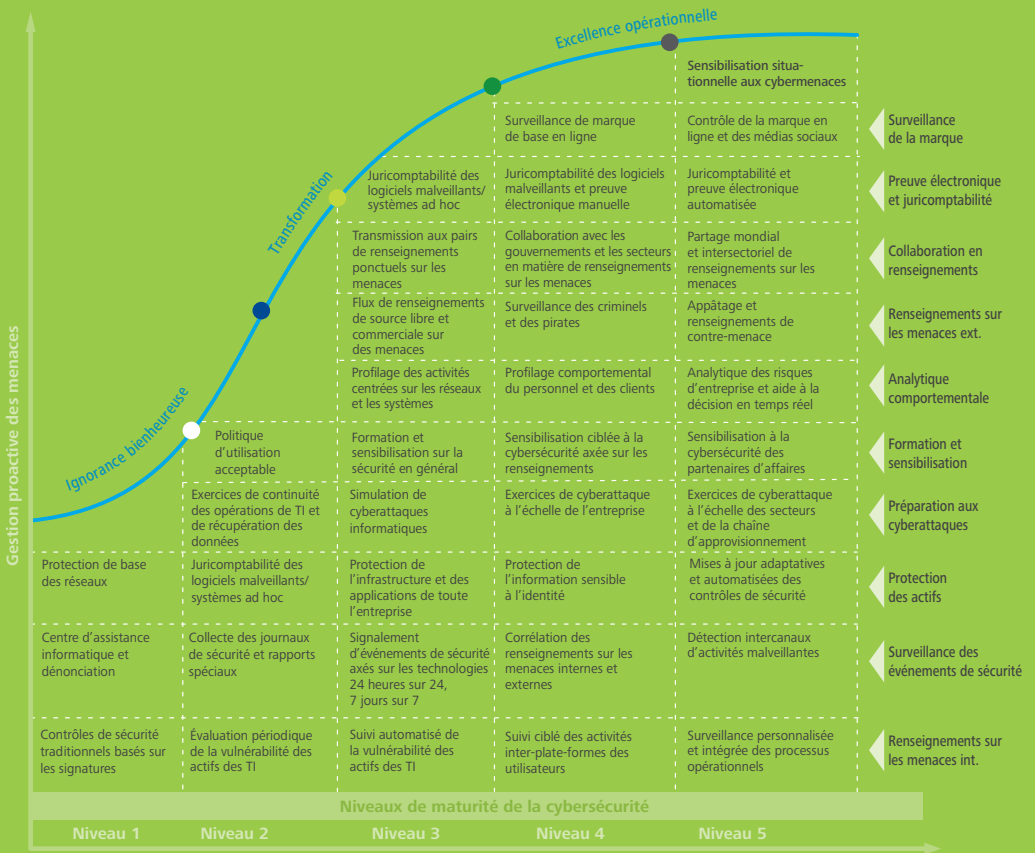 Excellence opérationnelle
Transformation
Ignorance bienheureuse
Gestion proactive des menaces
Sensibilisation situa-
tionnelle aux cybermenaces
Surveillance de marque
de base en ligne
Contrôle de la marque en
ligne et des médias sociaux
Surveillance
de la marque
Juricomptabilité des
logiciels malveillants/
systèmes ad hoc
Juricomptabilité des logiciels
malveillants et preuve
électronique manuelle
Juricomptabilité et
preuve électronique
automatisée
Preuve électronique
et juricomptabilité
Transmission aux pairs
de renseignements
ponctuels sur les
menaces
Collaboration avec les
gouvernements et les secteurs
en matière de renseignements
sur les menaces
Partage mondial
et intersectoriel de
renseignements sur les
menaces
Collaboration en
renseignements
Flux de renseignements
de source libre et
commerciale sur
des menaces
Surveillance des criminels
et des pirates
Appâtage et
renseignements de
contre-menace
Renseignements sur
les menaces ext.
Profilage des activités
centrées sur les réseaux
et les systèmes
Profilage comportemental
du personnel et des clients
Analytique des risques
d'entreprise et aide à la
décision en temps réel
Analytique
comportementale
Politique
d'utilisation
acceptable
Formation et
sensibilisation sur la
sécurité en général
Sensibilisation ciblée à la
cybersécurité axée sur les
renseignements
Sensibilisation à la
cybersécurité des
partenaires d'affaires
Formation et
sensibilisation
Exercices de continuité
des opérations de TI et
de récupération des
données
Simulation de
cyberattaques
informatiques
Exercices de cyberattaque
à l'échelle de l'entreprise
Exercices de cyberattaque
à l'échelle des secteurs
et de la chaîne
d'approvisionnement
Préparation aux
cyberattaques
Protection de base
des réseaux
Juricomptabilité des
logiciels malveillants/
systèmes ad hoc
Protection de
l'infrastructure et des
applications de toute
l'entreprise
Protection de
l'information sensible
à l'identité
Mises à jour adaptatives
et automatisées des
contrôles de sécurité
Protection
des actifs
Centre d'assistance
informatique et
dénonciation
Collecte des journaux
de sécurité et rapports
spéciaux
Signalement
d'événements de sécurité
axés sur les technologies
24 heures sur 24,
7 jours sur 7
Corrélation des
renseignements sur les
menaces internes et
externes
Détection intercanaux
d'activités malveillantes
Surveillance des
événements de sécurité
Contrôles de sécurité
traditionnels basés sur
les signatures
Évaluation périodique
de la vulnérabilité des
actifs des TI
Suivi automatisé de
la vulnérabilité des
actifs des TI
Suivi ciblé des activités
inter-plate-formes des
utilisateurs
Surveillance personnalisée
et intégrée des processus
opérationnels
Renseignements sur
les menaces int.
Niveaux de maturité de la cybersécurité
Niveau 1 Niveau 2 Niveau 3 Niveau 4 Niveau 5